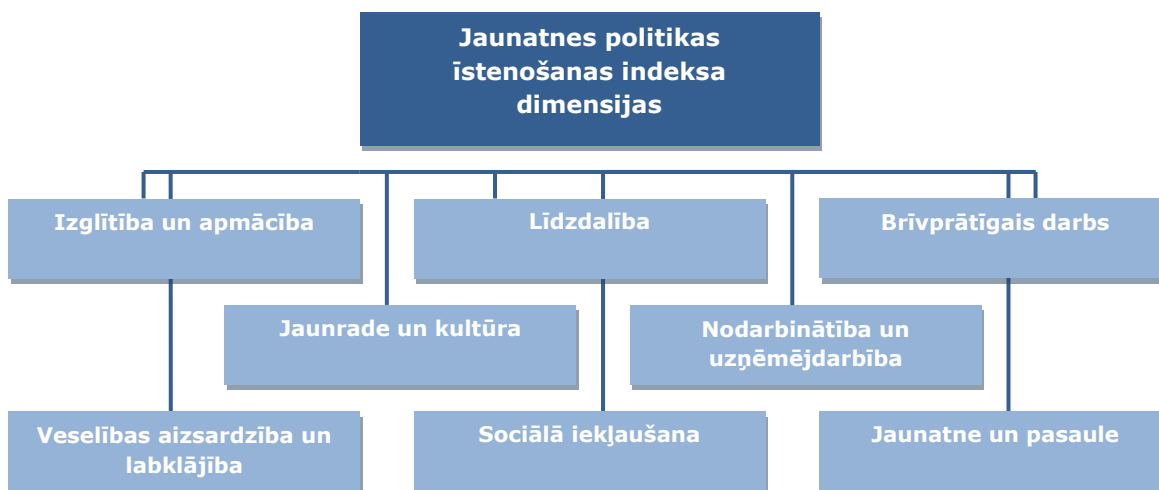 Jaunatnes politikas
īstenošanas indeksa
dimensijas
Izglītība un apmācība
Līdzdalība
Brīvprātīgais darbs
Jaunrade un kultūra
Nodarbinātība un
uzņēmējdarbība
Veselības aizsardzība un
labklājība
Sociālā iekļaušana
Jaunatne un pasaule